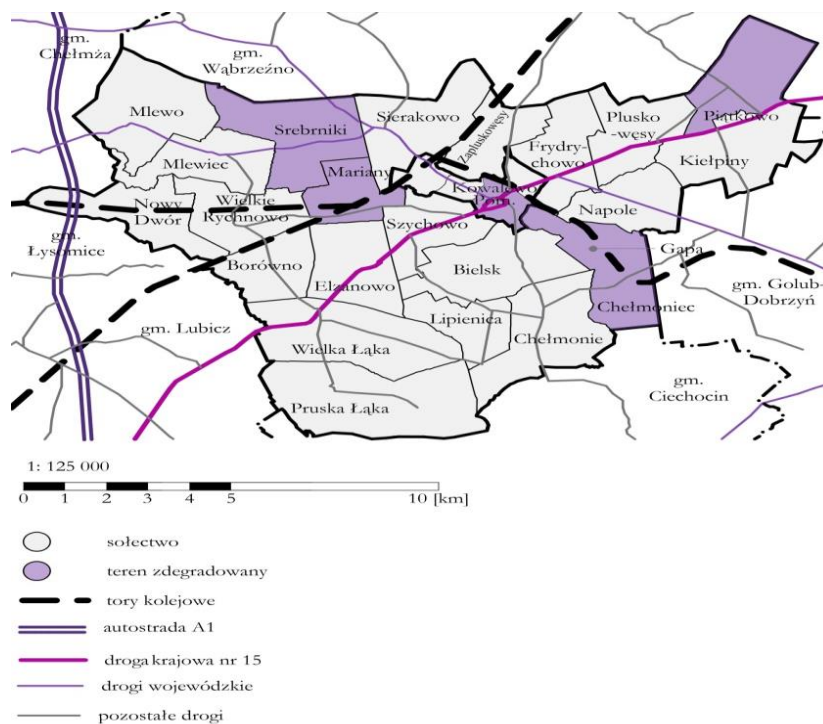 gm.
Chełmża
gm.
Wąbrzeźno
Mlewo
Srebrniki
Sierakowo
Zapluskowęsy
Plusko
-węsy
Piątkowo
Frydry-
chowo
Mlewiec
Mariany
Kiełpiny
Kowalewo
Pom.
Nowy
Dwór
Wielkie
Rychnowo
Szychowo
Napole
gm.
Łysomice
Gapa
Borówno
Elzanowo
Bielsk
gm. Golub-
Dobrzyń
Chełmoniec
gm. Lubicz
Lipienica
Chełmonie
Wielka Łąka
gm.
Ciechocin
Pruska Łąka
1: 125 000
0 1 2 3 4 5 10 [km]
sołectwo
teren zdegradowany
tory kolejowe
autostrada A1
droga krajowa nr 15
drogi wojewódzkie
pozostałe drogi